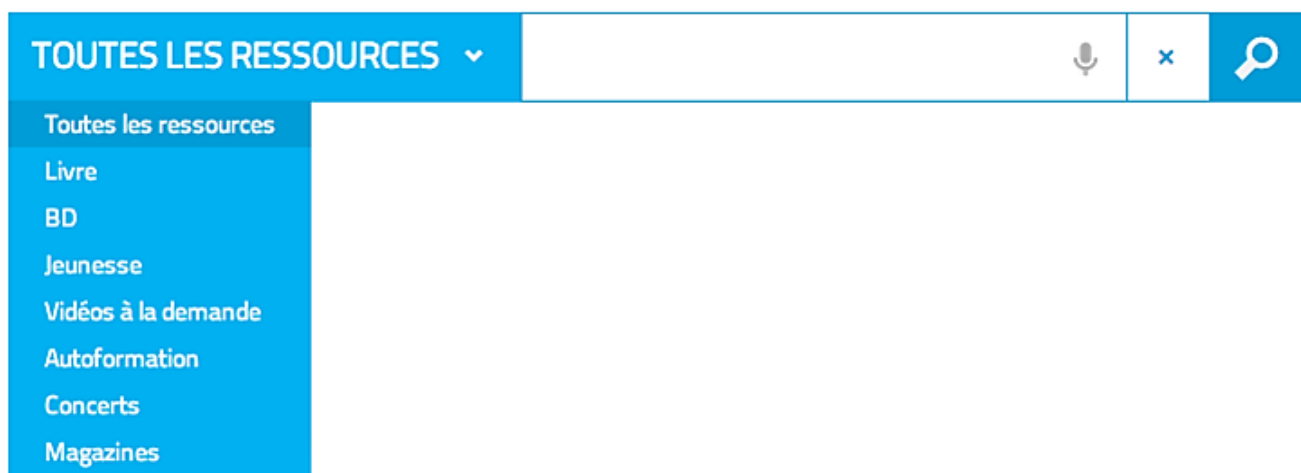 TOUTES LES RESSOURCES
Toutes les ressources
Livre
BD
Jeunesse
Vidéos à la demande
Autoformation
Concerts
Magazines